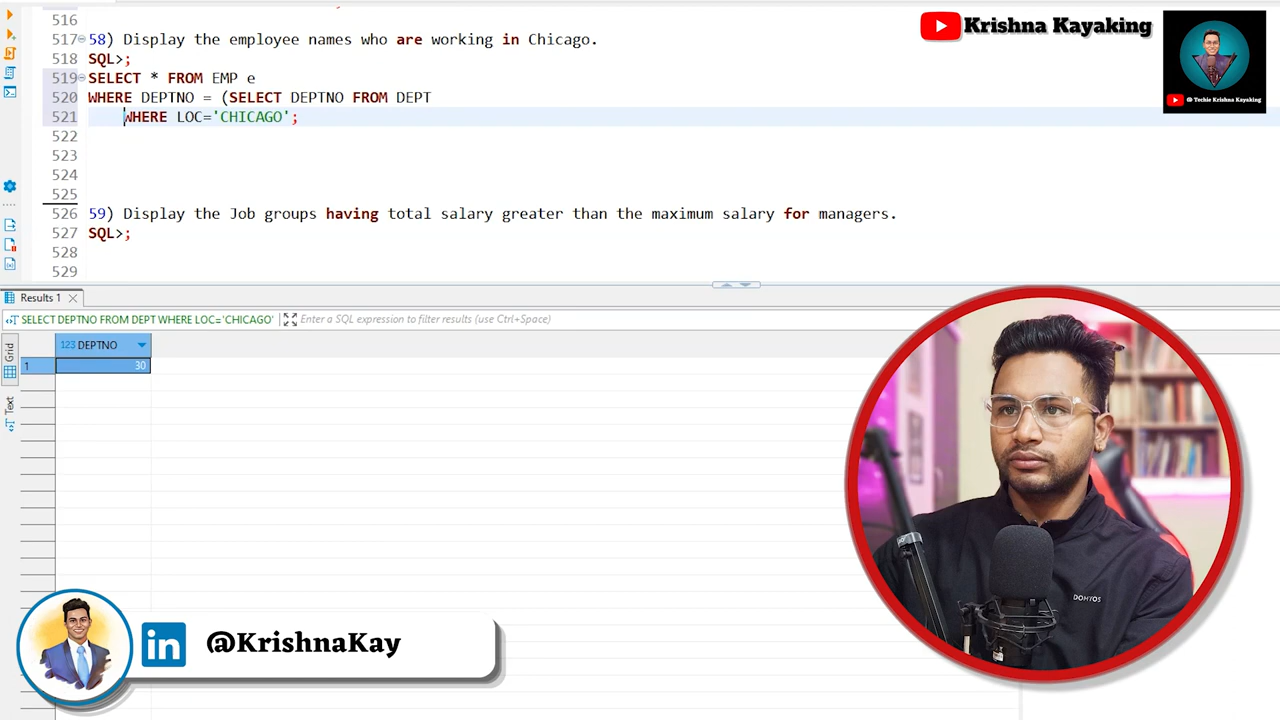 516
Krishna Kayaking
517 58) Display the employee names who are working in Chicago.
518 SQL>;
519 SELECT * FROM EMP e
520 WHERE DEPTNO = (SELECT DEPTNO FROM DEPT
521 WHERE LOC='CHICAGO';
@ Techie Krishna Kayaking
522
523
524
525
526 59) Display the Job groups having total salary greater than the maximum salary for managers.
527 SQL>;
528
529
Results 1
SELECT DEPTNO FROM DEPT WHERE LOC='CHICAGO'
Enter a SQL expression to filter results (use Ctrl+Space)
Grid
123 DEPTNO
1 30
Text
DOMYOS
in @KrishnaKay